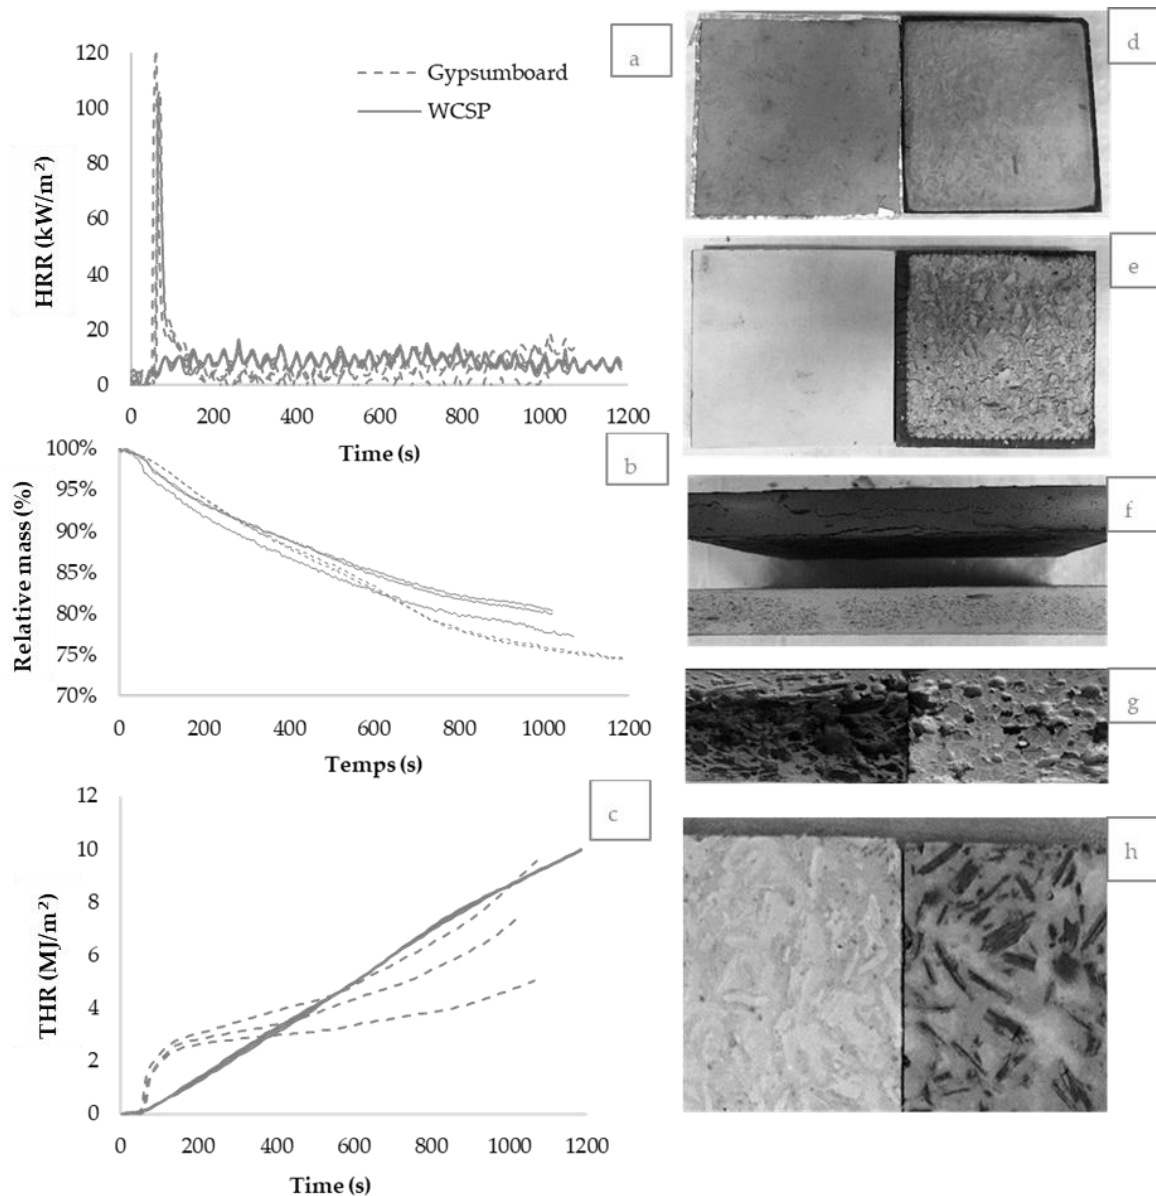 a
120
Gypsumboard
100
WCSP
80
60
40
20
0
HRR (kW/m²)
0 200 400 600 800 1000 1200
Time (s)
b
100%
95%
90%
85%
80%
75%
70%
Relative mass (%)
0 200 400 600 800 1000 1200
Temps (s)
c
12
10
8
6
4
2
0
THR (MJ/m²)
0 200 400 600 800 1000 1200
Time (s)
d
e
f
g
h